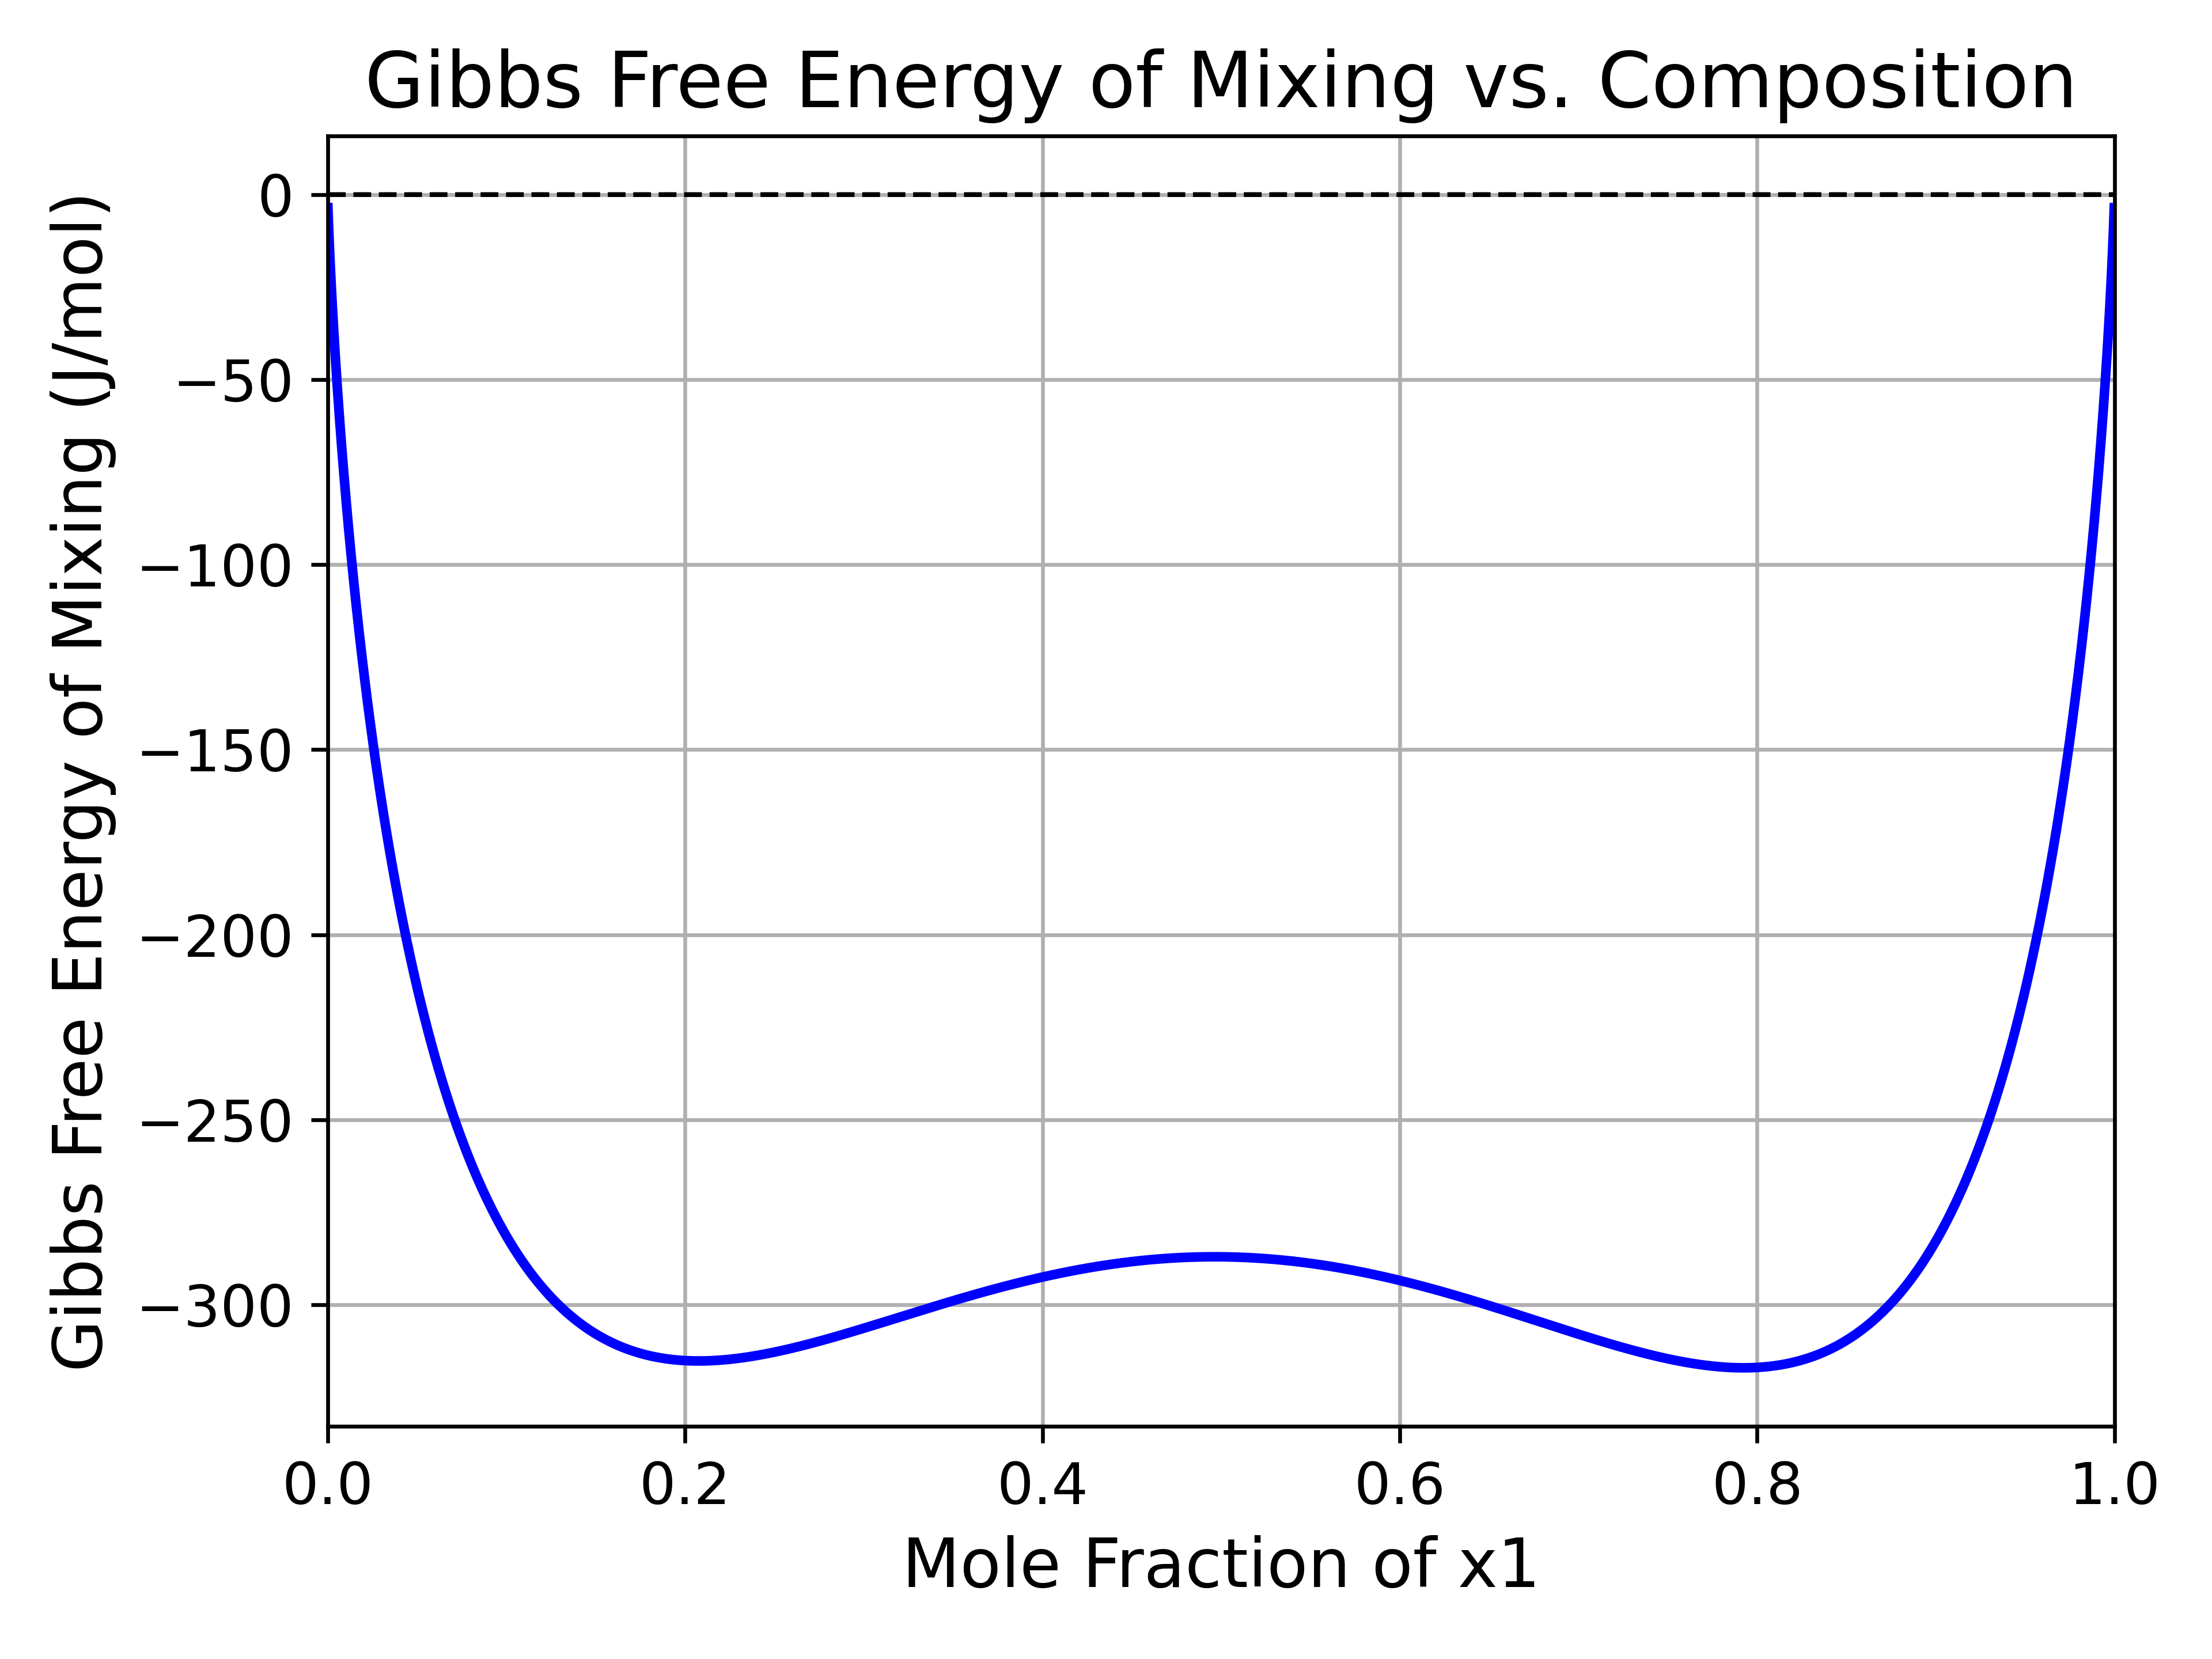 Gibbs Free Energy of Mixing vs. Composition
Gibbs Free Energy of Mixing (J/mol)
0
−50
−100
−150
−200
−250
−300
0.0 0.2 0.4 0.6 0.8 1.0
Mole Fraction of x1